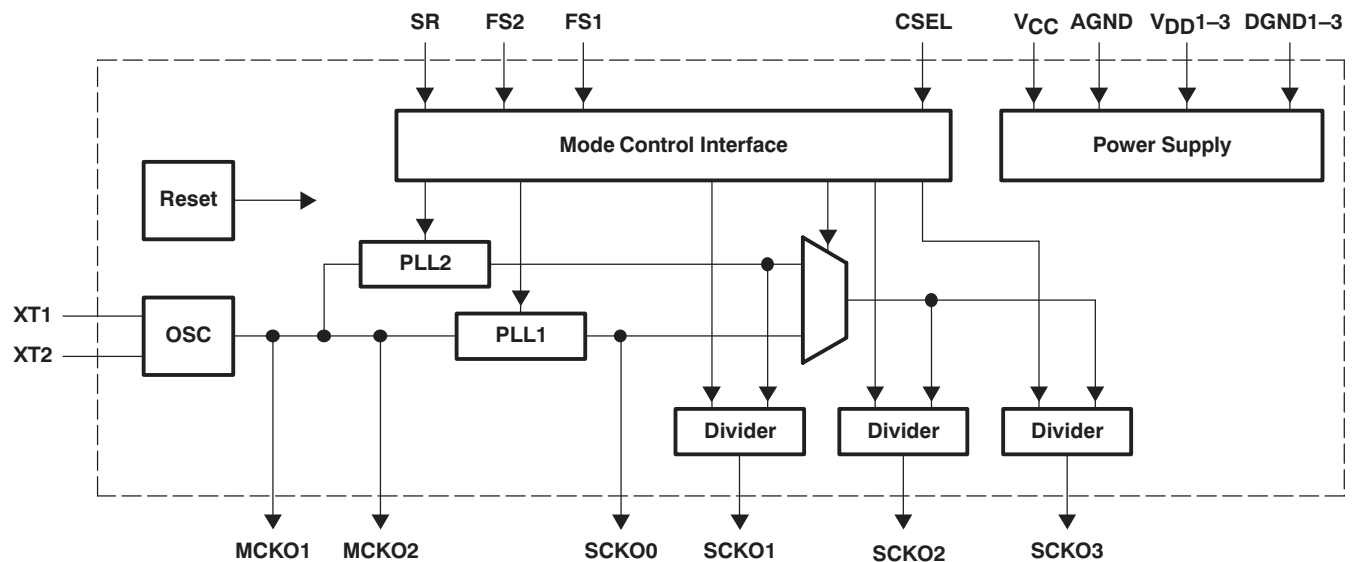 SR FS2 FS1 CSEL VCC AGND VDD1–3 DGND1–3
Mode Control Interface
Power Supply
Reset
PLL2
XT1
OSC
PLL1
XT2
Divider Divider Divider
MCKO1 MCKO2 SCKO0 SCKO1 SCKO2 SCKO3